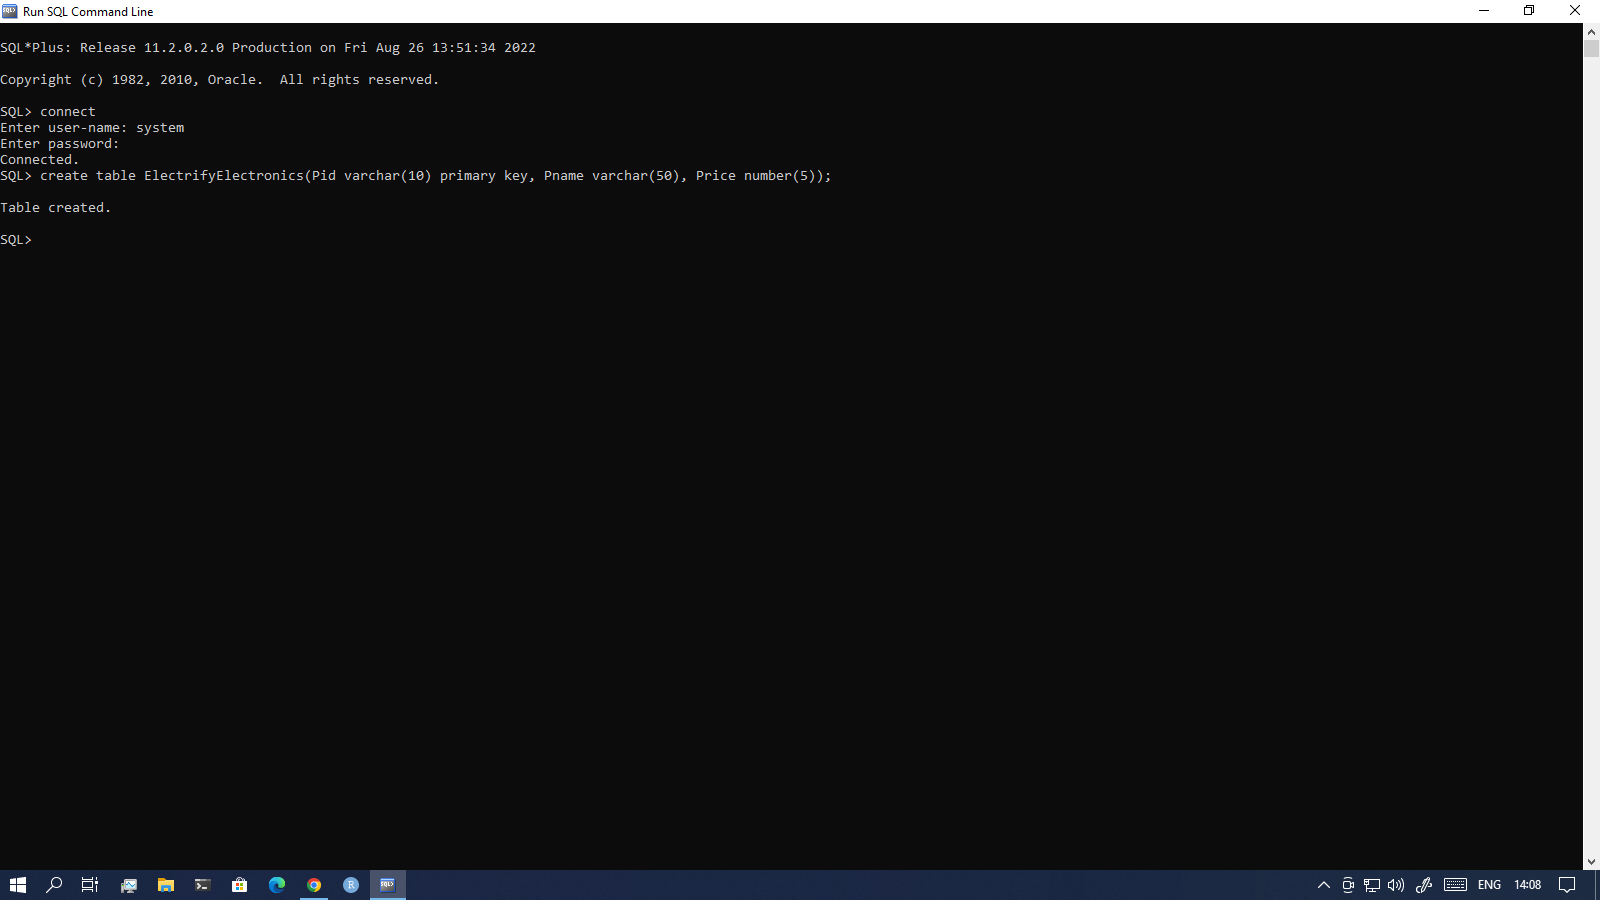 Run SQL Command Line
SQL*Plus: Release 11.2.0.2.0 Production on Fri Aug 26 13:51:34 2022
Copyright (c) 1982, 2010, Oracle.  All rights reserved.
SQL> connect
Enter user-name: system
Enter password:
Connected.
SQL> create table ElectrifyElectronics(Pid varchar(10) primary key, Pname varchar(50), Price number(5));
Table created.
SQL>
ENG 14:08